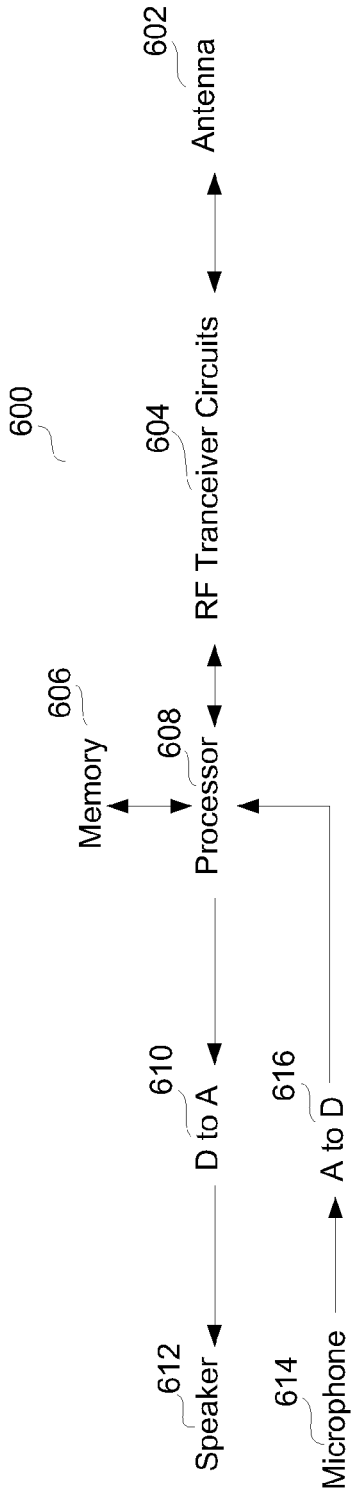 600
606
Memory
612
610
608
604
602
Speaker
D to A
Processor
RF Tranceiver Circuits
Antenna
614
616
Microphone
A to D